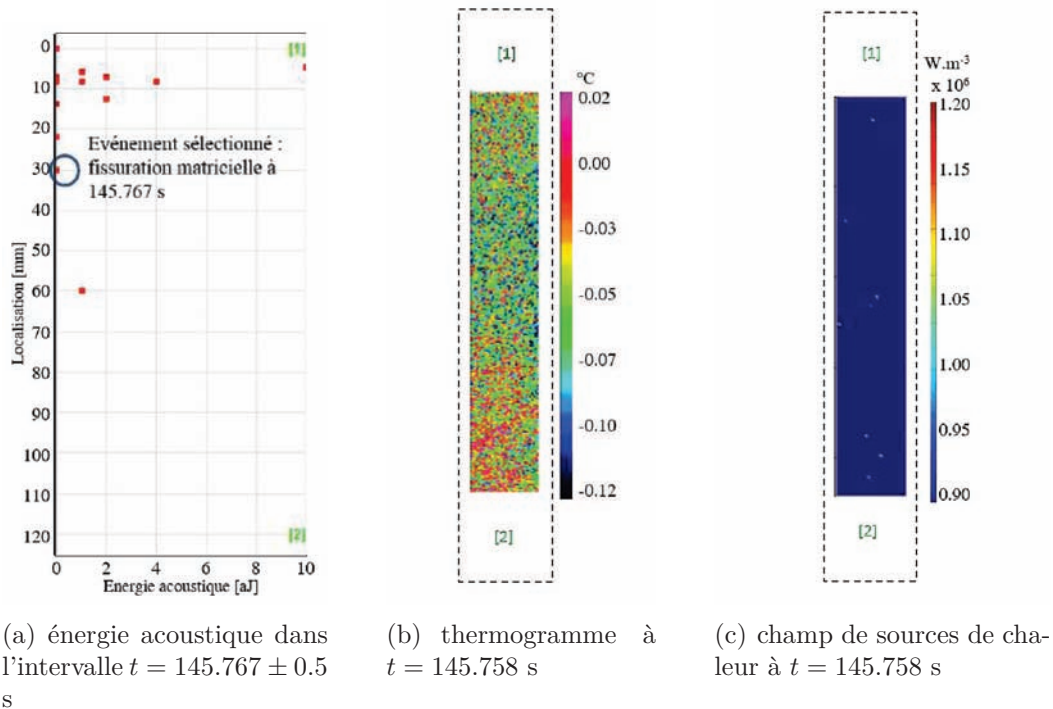 0
10
20
30
40
50
60
70
80
90
100
110
120
Localisation [mm]
[1]
Evénement sélectionné :
fissuration matricielle à
145.767 s
[2]
0 2 4 6 8 10
Energie acoustique [aJ]
[1]
[2]
°C
0.02
0.00
-0.03
-0.05
-0.07
-0.10
-0.12
[1]
[2]
W.m⁻³
x 10⁶
1.20
1.15
1.10
1.05
1.00
0.95
0.90
(a) énergie acoustique dans
l'intervalle t = 145.767 ± 0.5
s
(b) thermogramme à
t = 145.758 s
(c) champ de sources de cha-
leur à t = 145.758 s